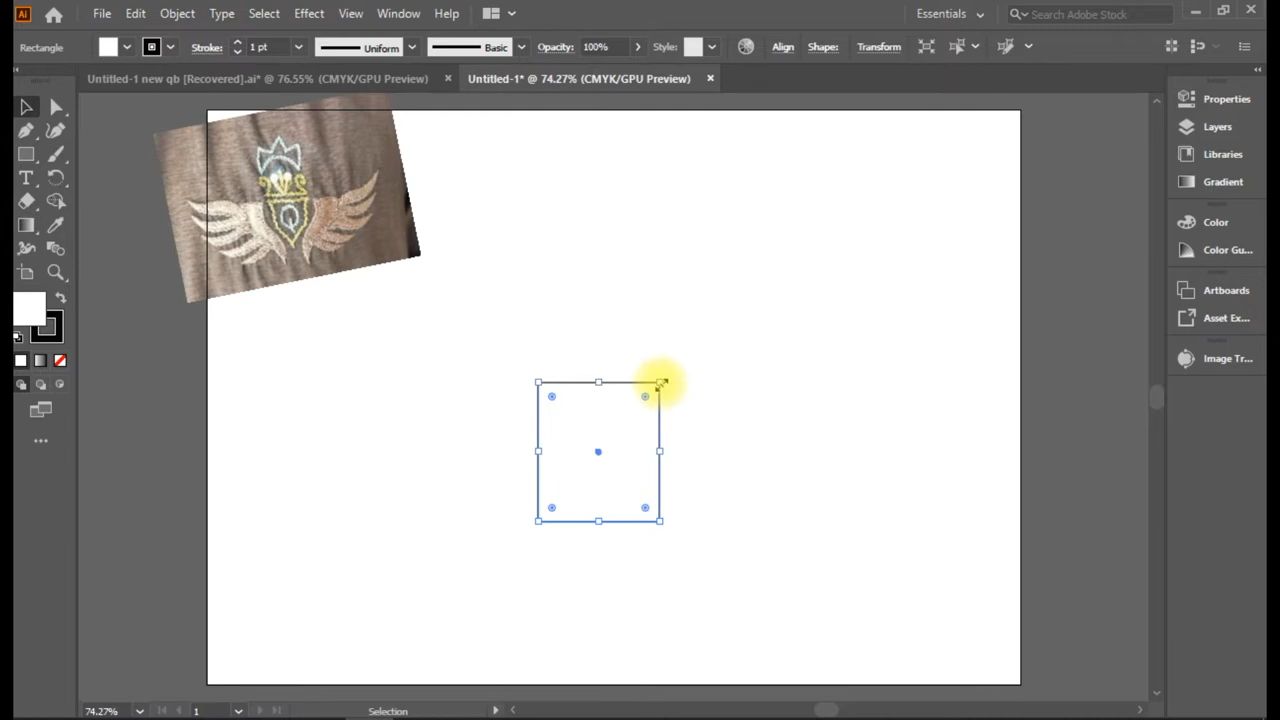 Ai File Edit Object Type Select Effect View Window Help Essentials Search Adobe Stock
Rectangle Stroke: 1 pt Uniform Basic Opacity: 100% Style: Align Shape: Transform
Untitled-1 new qb [Recovered].ai* @ 76.55% (CMYK/GPU Preview) Untitled-1* @ 74.27% (CMYK/GPU Preview)
Properties
Layers
Libraries
Gradient
Color
Color Gu...
Artboards
Asset Ex...
Image Tr...
Q
74.27% 1 Selection